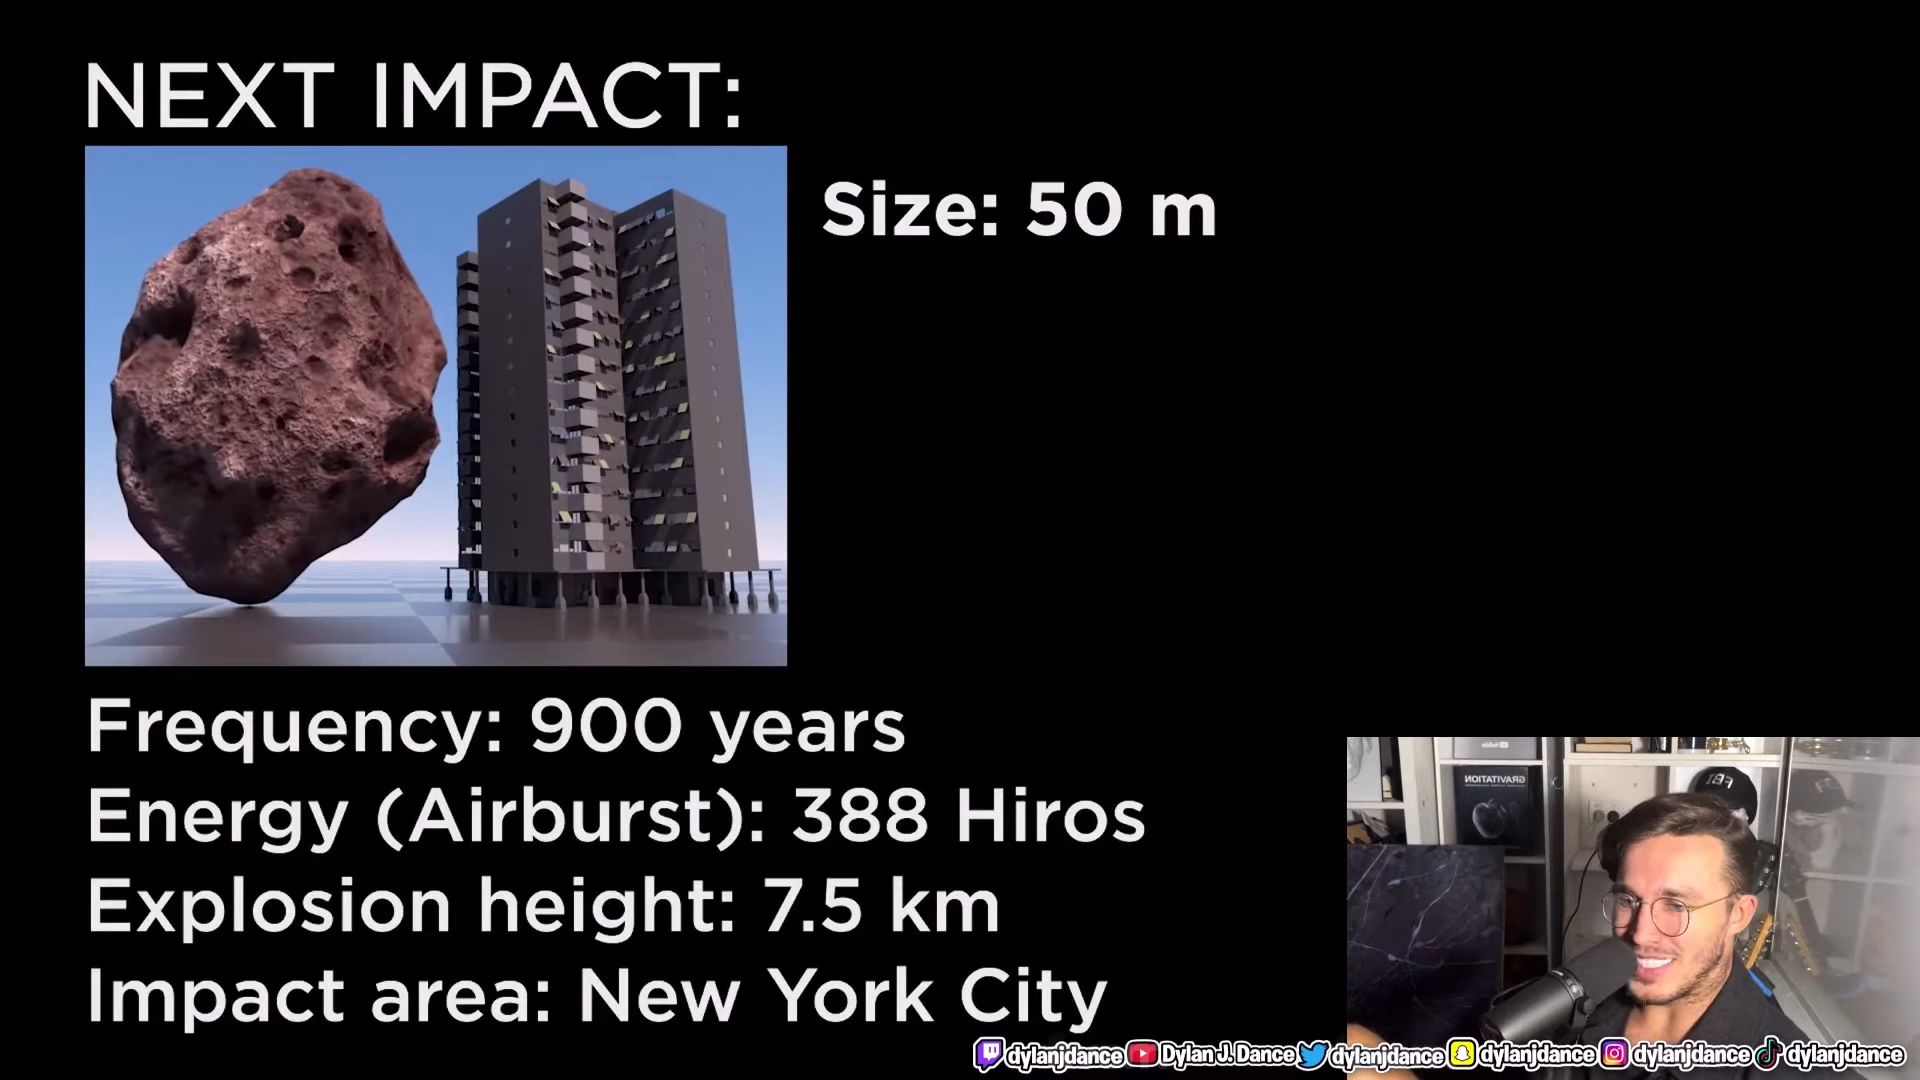 NEXT IMPACT:
Size: 50 m
Frequency: 900 years
Energy (Airburst): 388 Hiros
Explosion height: 7.5 km
Impact area: New York City
GRAVITATION
FBI
dylanjdance Dylan J. Dance dylanjdance dylanjdance dylanjdance dylanjdance